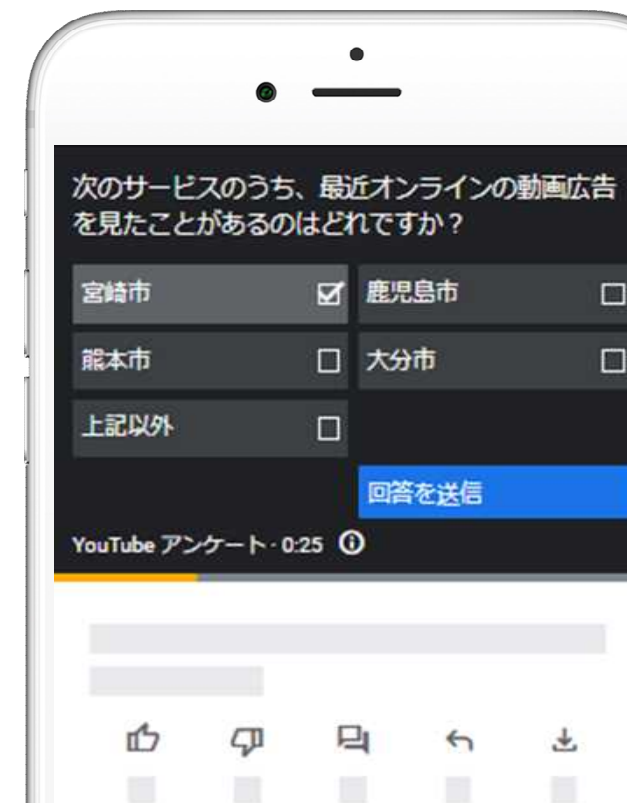 次のサービスのうち、最近オンラインの動画広告
を見たことがあるのはどれですか？
宮崎市
鹿児島市
熊本市
大分市
上記以外
回答を送信
YouTube アンケート · 0:25